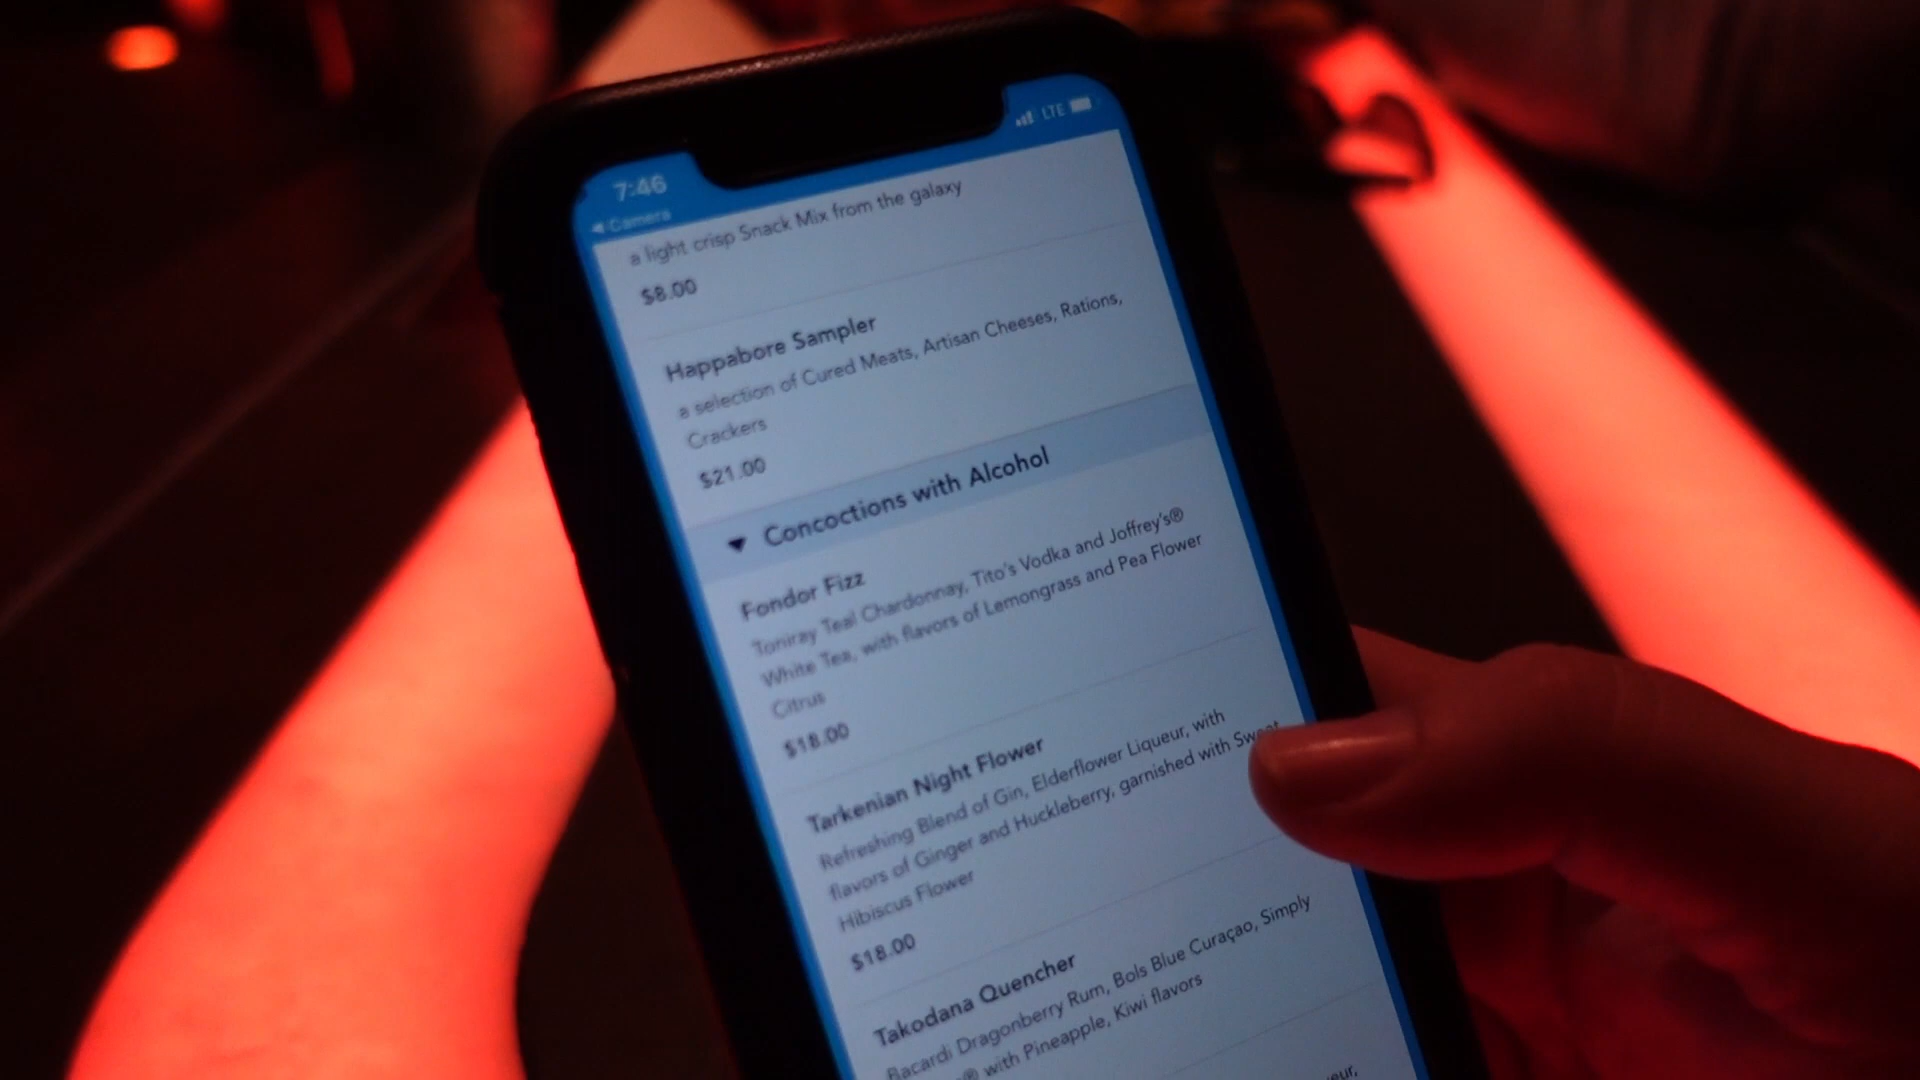 7:46
LTE
◀ Camera
a light crisp Snack Mix from the galaxy
$8.00
Happabore Sampler
a selection of Cured Meats, Artisan Cheeses, Rations,
Crackers
$21.00
▼ Concoctions with Alcohol
Fondor Fizz
Toniray Teal Chardonnay, Tito's Vodka and Joffrey's®
White Tea, with flavors of Lemongrass and Pea Flower
Citrus
$18.00
Tarkenian Night Flower
Refreshing Blend of Gin, Elderflower Liqueur, with
flavors of Ginger and Huckleberry, garnished with Sweet
Hibiscus Flower
$18.00
Takodana Quencher
Bacardi Dragonberry Rum, Bols Blue Curaçao, Simply
® with Pineapple, Kiwi flavors